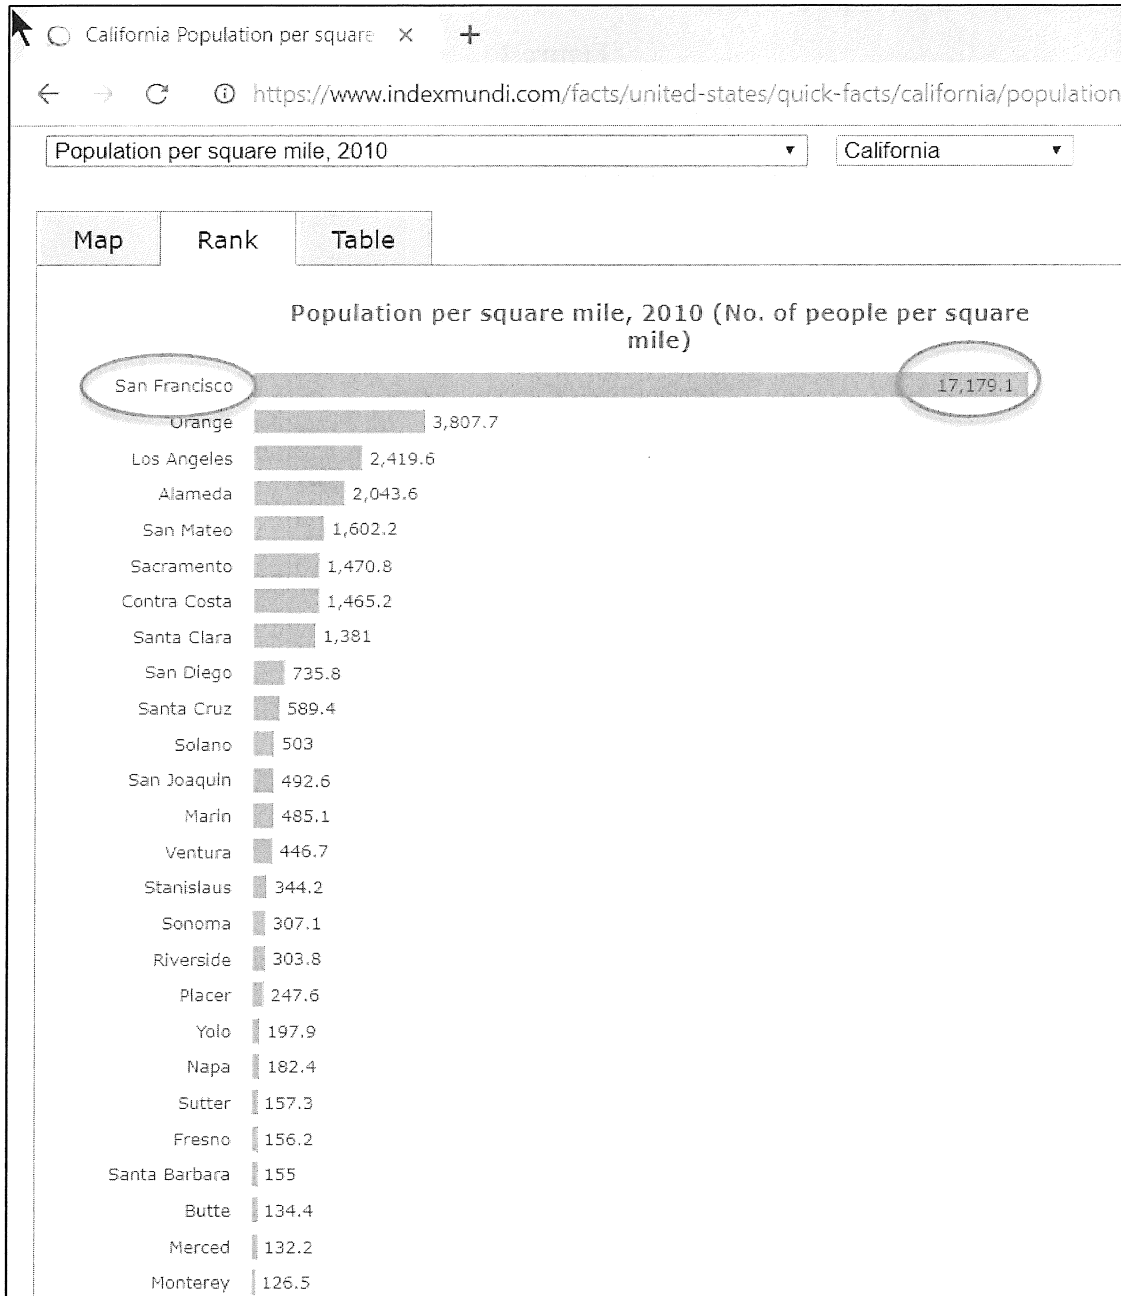 California Population per square
https://www.indexmundi.com/facts/united-states/quick-facts/california/population
Population per square mile, 2010 California
Map Rank Table
Population per square mile, 2010 (No. of people per square
mile)
San Francisco 17,179.1
Orange 3,807.7
Los Angeles 2,419.6
Alameda 2,043.6
San Mateo 1,602.2
Sacramento 1,470.8
Contra Costa 1,465.2
Santa Clara 1,381
San Diego 735.8
Santa Cruz 589.4
Solano 503
San Joaquin 492.6
Marin 485.1
Ventura 446.7
Stanislaus 344.2
Sonoma 307.1
Riverside 303.8
Placer 247.6
Yolo 197.9
Napa 182.4
Sutter 157.3
Fresno 156.2
Santa Barbara 155
Butte 134.4
Merced 132.2
Monterey 126.5